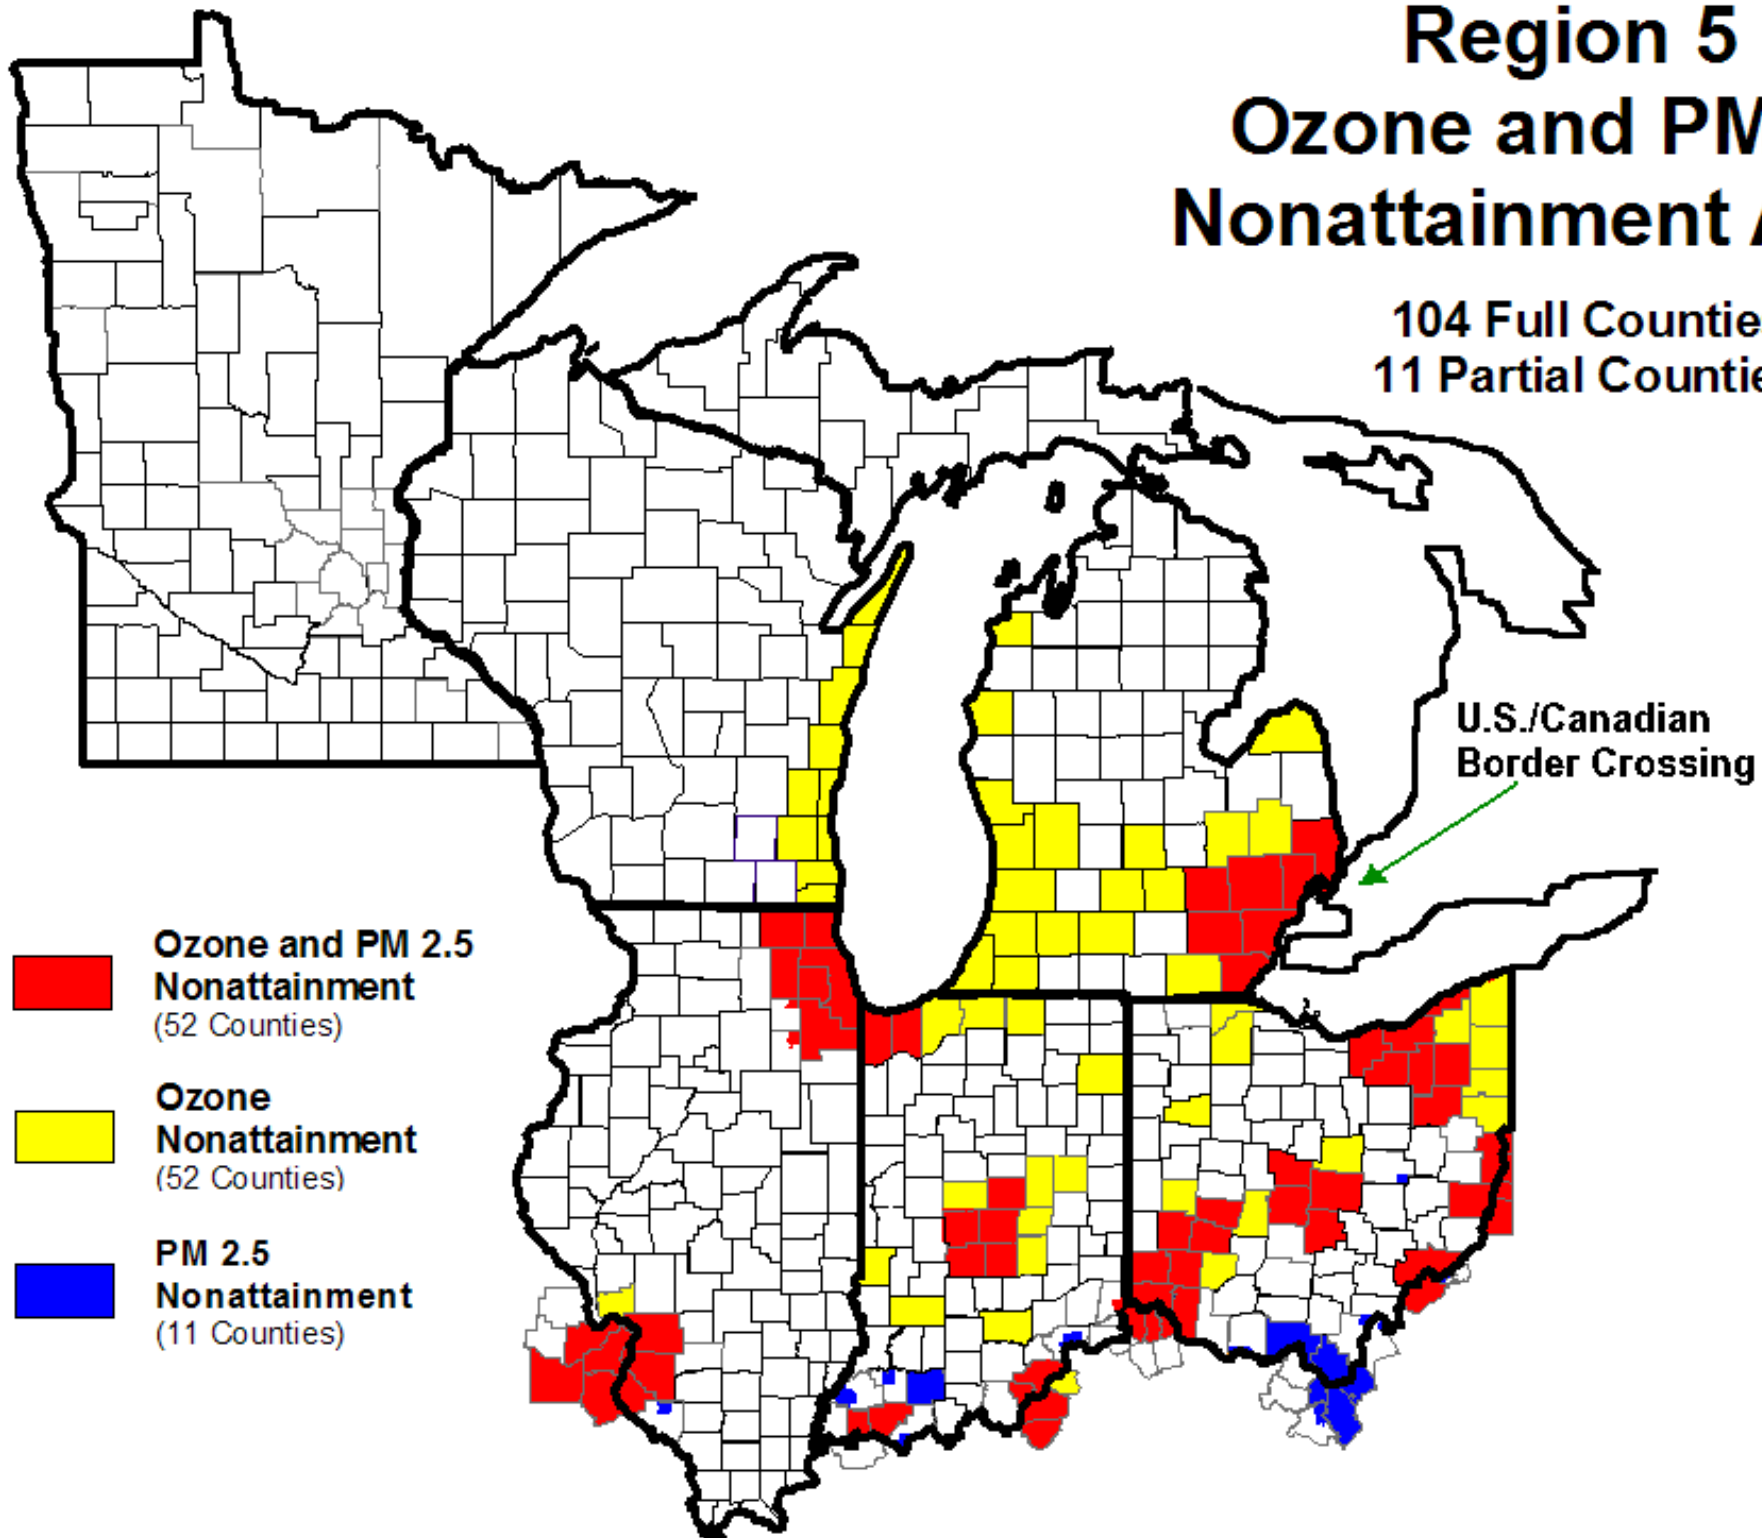 Region 5
Ozone and PM
Nonattainment
104 Full Countie
11 Partial Countie
U.S./Canadian
Border Crossing
Ozone and PM 2.5
Nonattainment
(52 Counties)
Ozone
Nonattainment
(52 Counties)
PM 2.5
Nonattainment
(11 Counties)